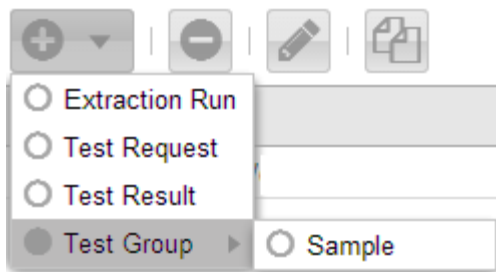 Extraction Run
Test Request
Test Result
Test Group
Sample